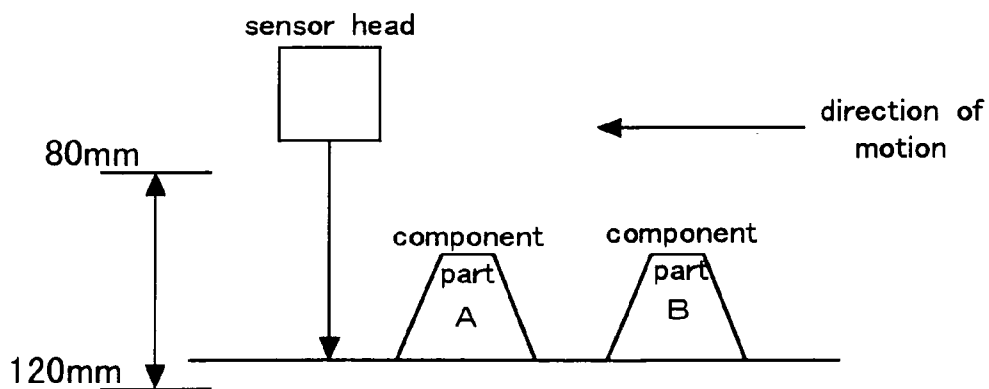 sensor head
direction of
motion
80mm
component
part
A
component
part
B
120mm